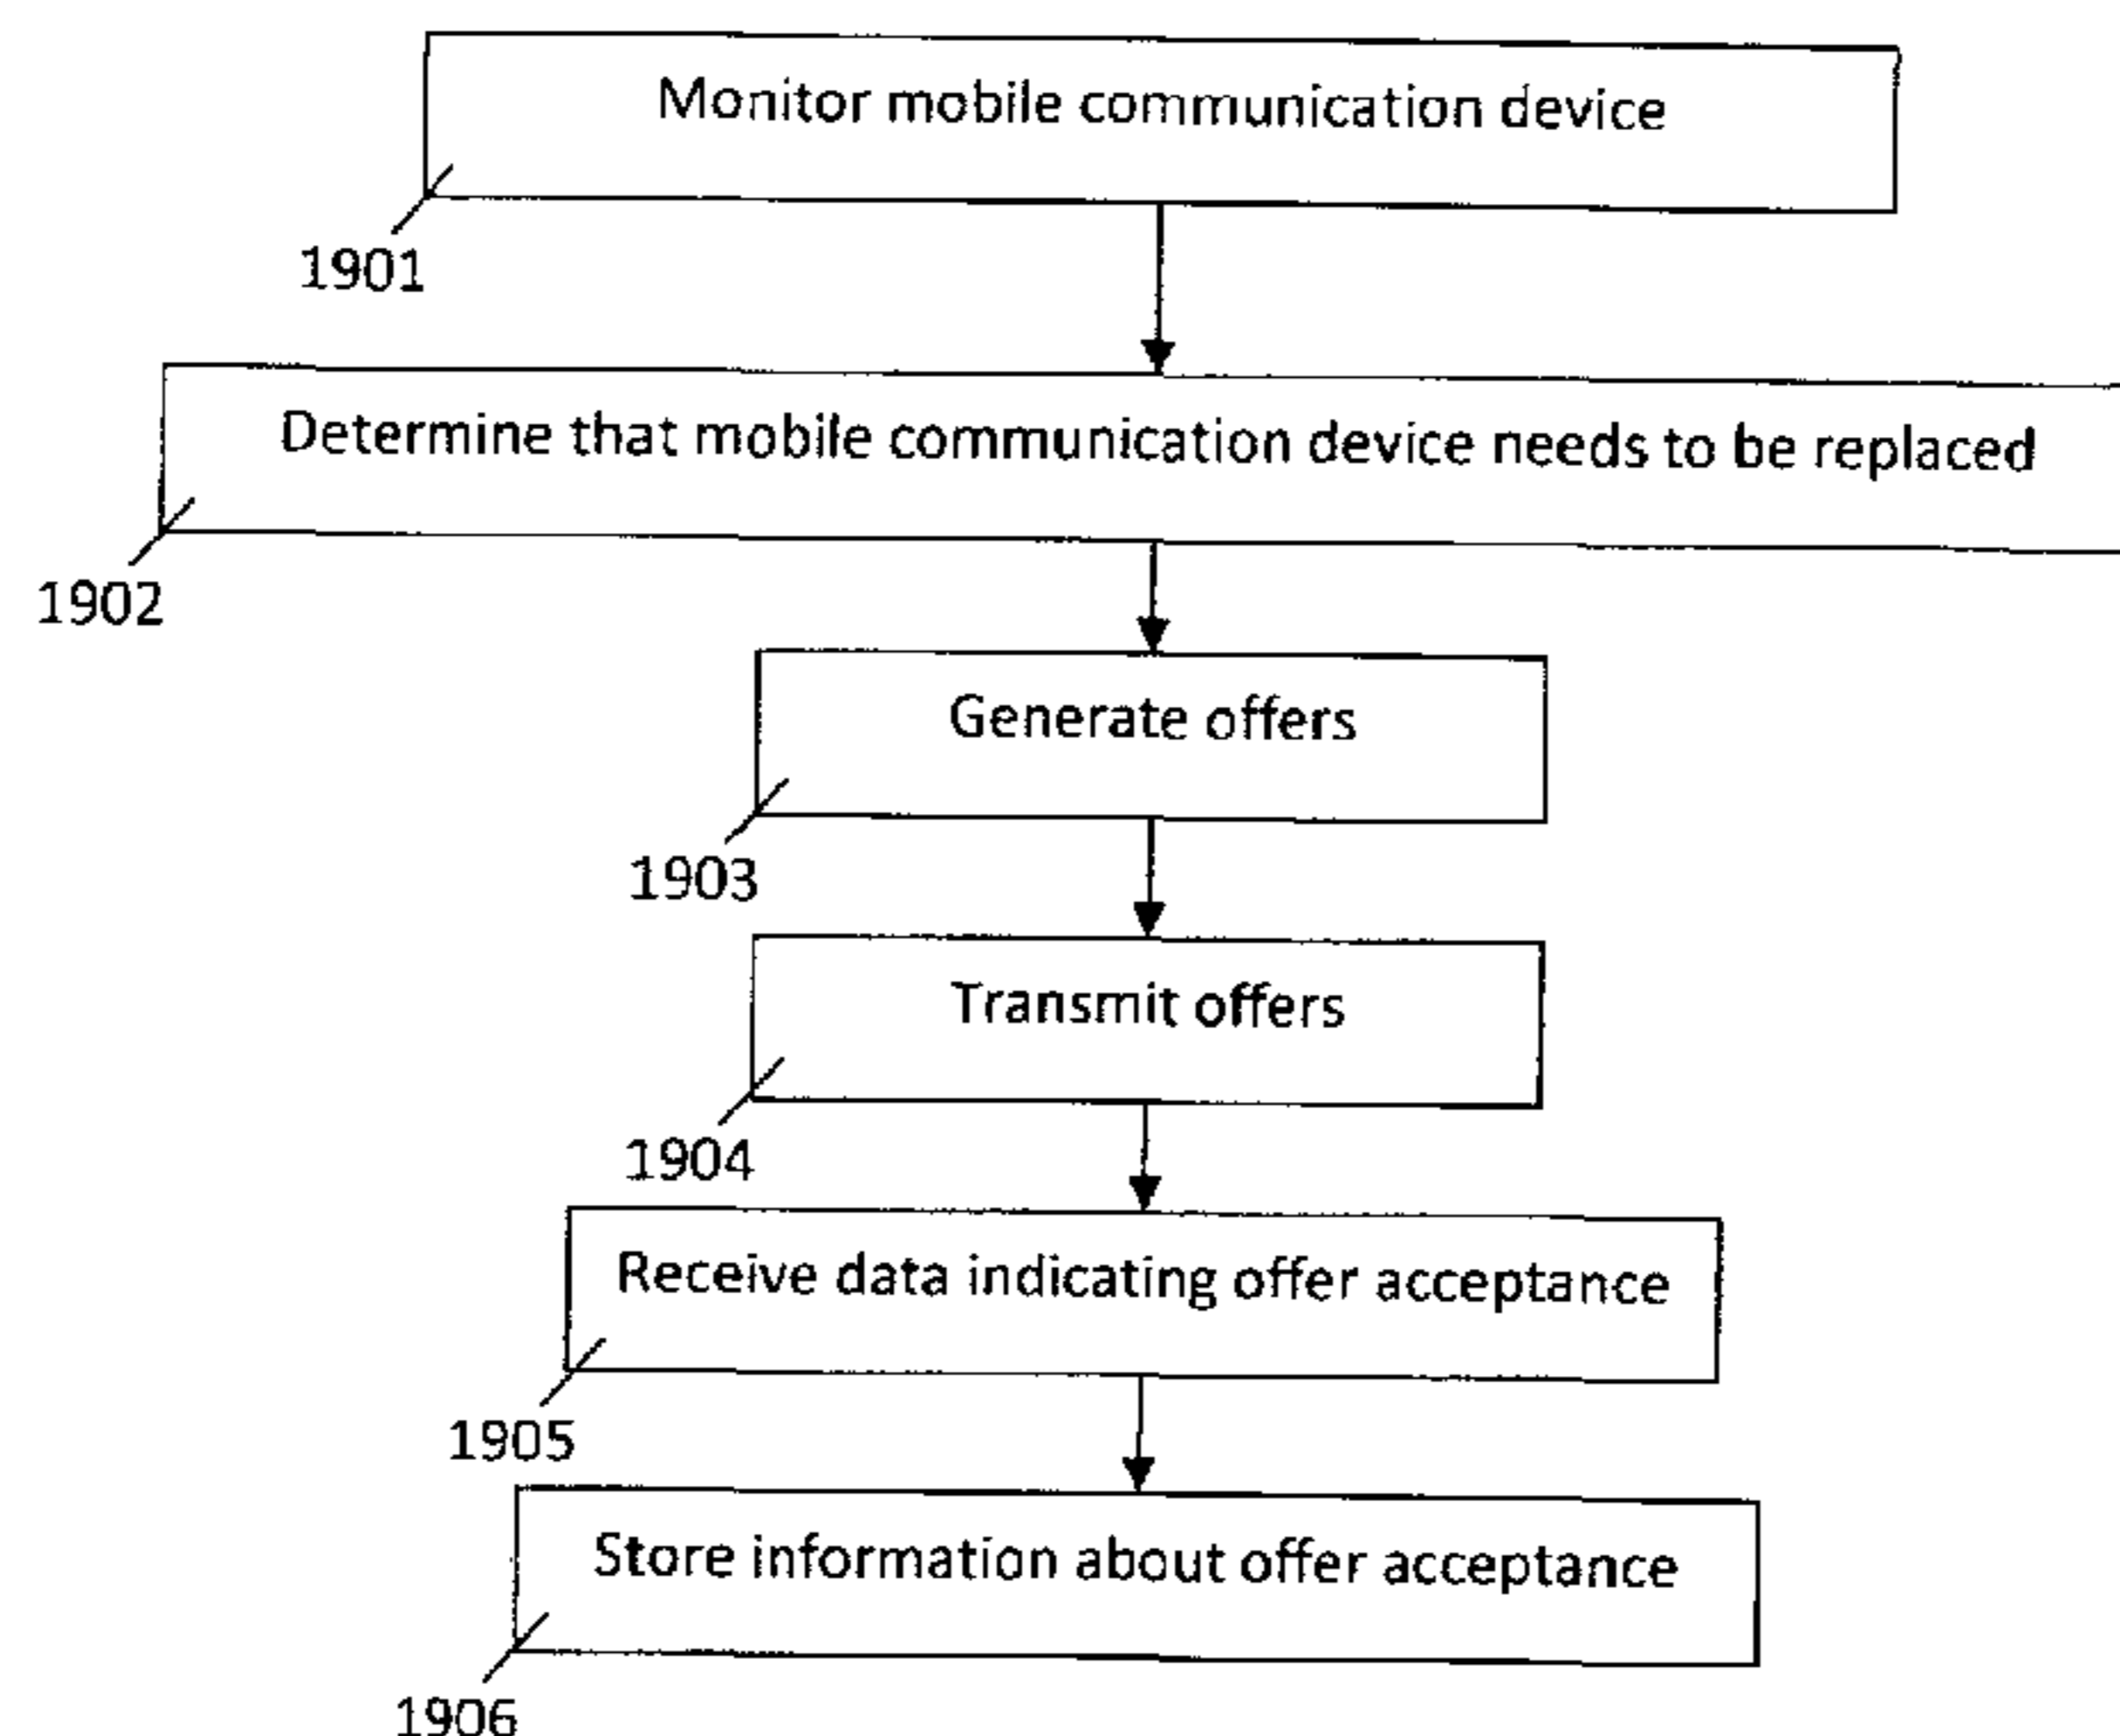 Monitor mobile communication device
1901
Determine that mobile communication device needs to be replaced
1902
Generate offers
1903
Transmit offers
1904
Receive data indicating offer acceptance
1905
Store information about offer acceptance
1906